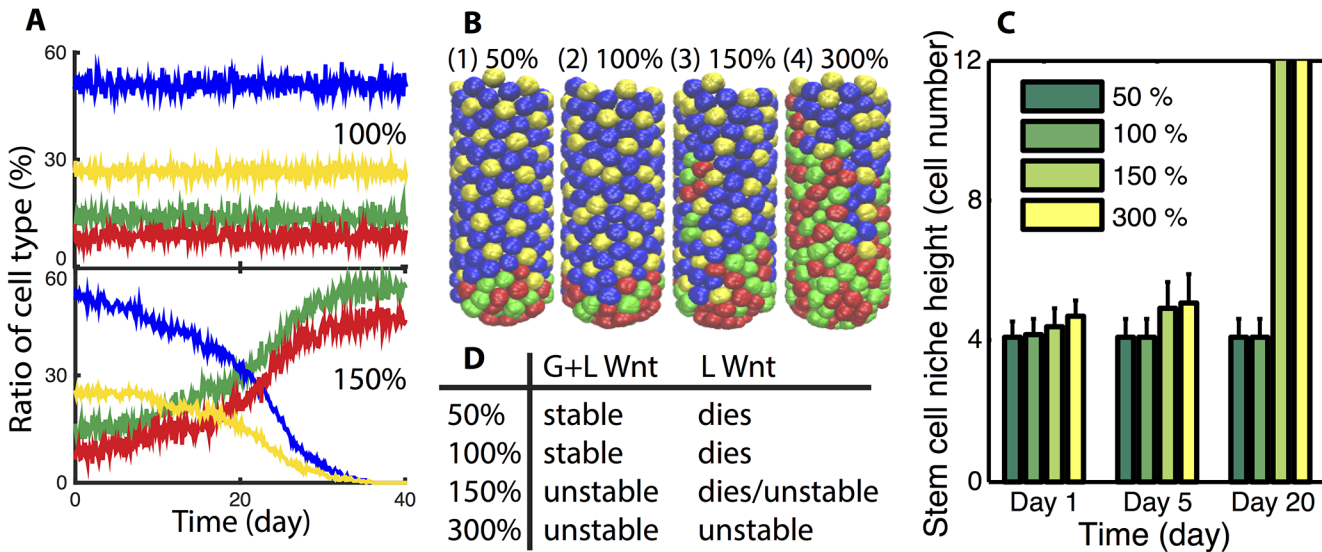 A
Ratio of cell type (%)
60
30
0
100%
60
30
0
150%
0
20
40
Time (day)
B
(1) 50%
(2) 100%
(3) 150%
(4) 300%
D
G+L Wnt
L Wnt
50%
stable
dies
100%
stable
dies
150%
unstable
dies/unstable
300%
unstable
unstable
C
Stem cell niche height (cell number)
12
8
4
0
50 %
100 %
150 %
300 %
Day 1
Day 5
Day 20
Time (day)